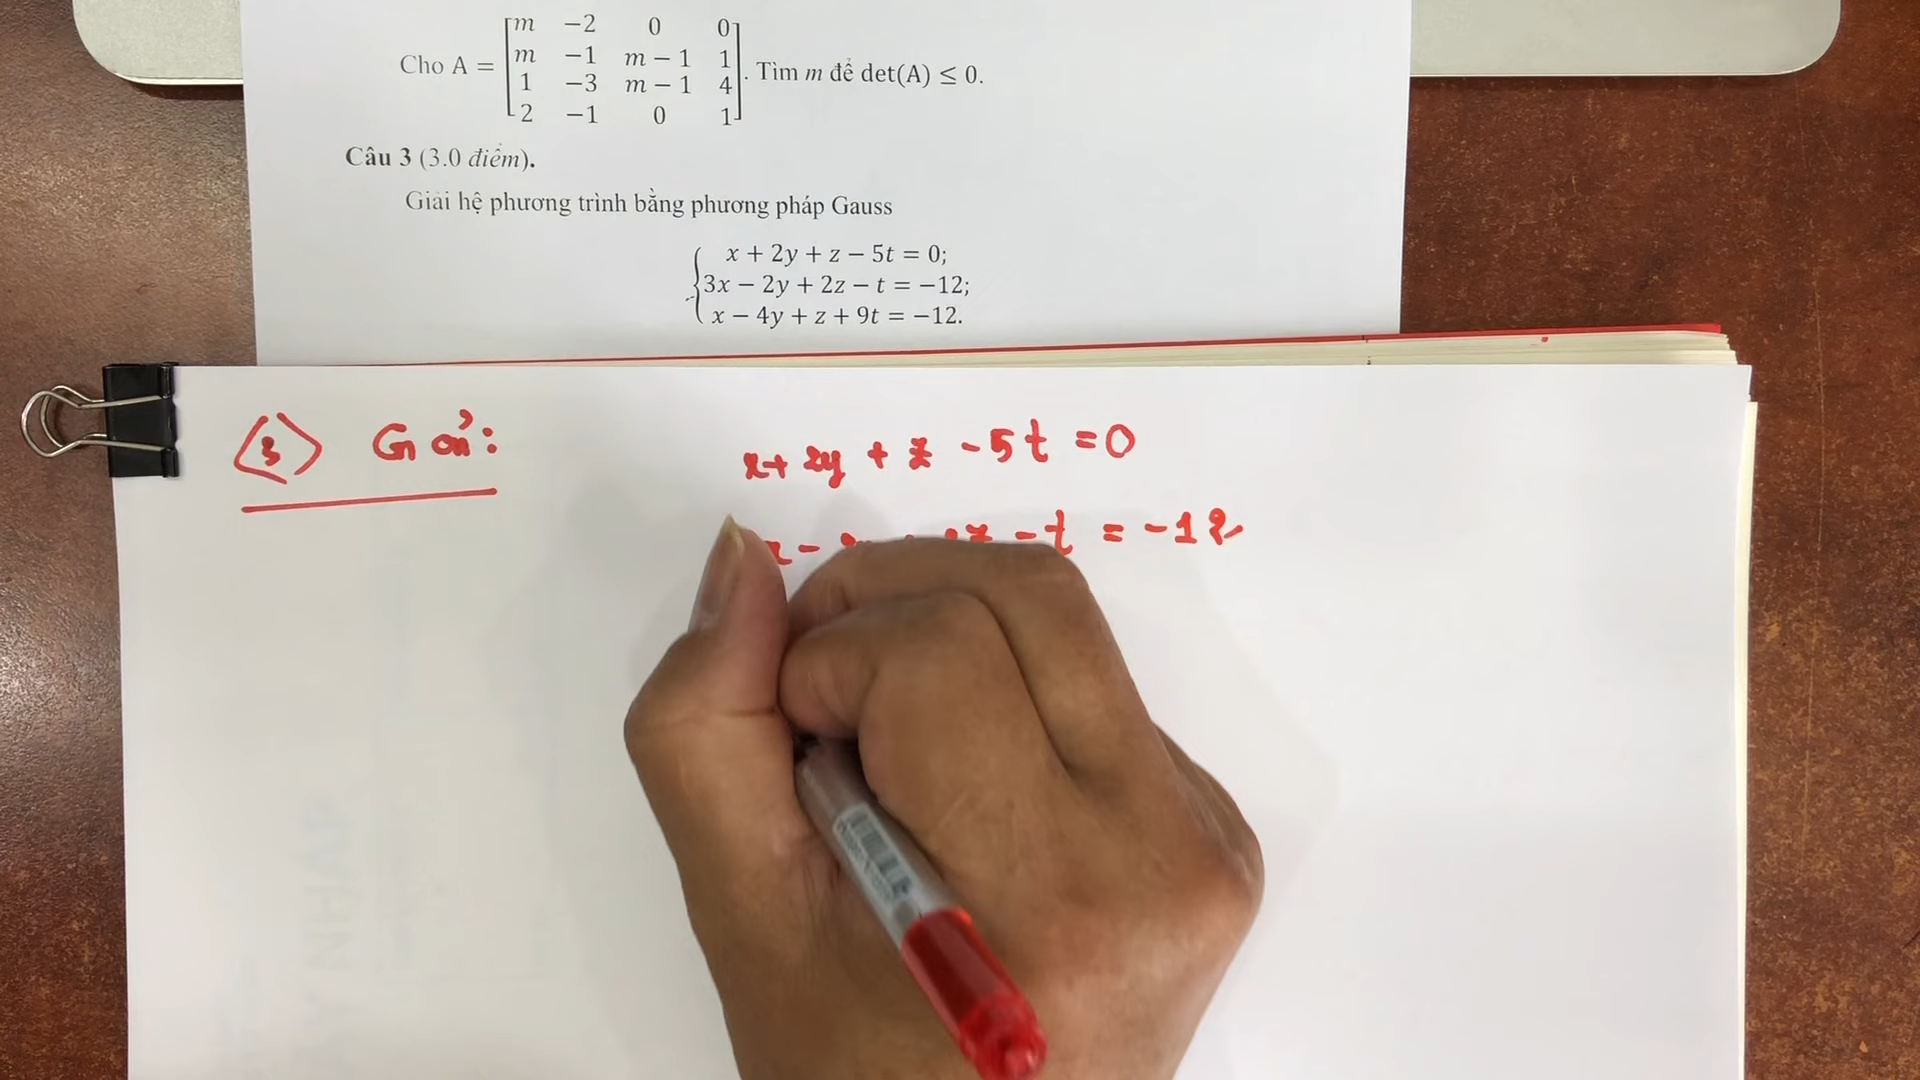 Cho A = [m −2 0 0
m −1 m − 1 1
1 −3 m − 1 4
2 −1 0 1]. Tìm m để det(A) ≤ 0.
Câu 3 (3.0 điểm).
Giải hệ phương trình bằng phương pháp Gauss
x + 2y + z − 5t = 0;
3x − 2y + 2z − t = −12;
x − 4y + z + 9t = −12.
3 Giải: x + 2y + z - 5t = 0
- t = -12